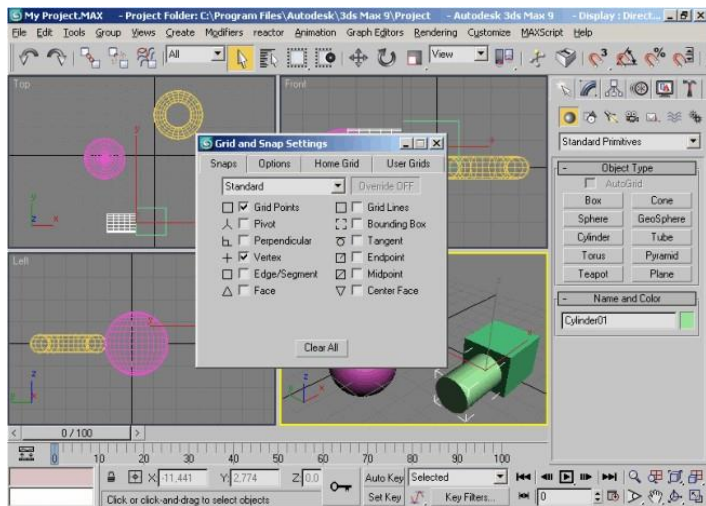 My Project.MAX - Project Folder: C:\Program Files\Autodesk\3ds Max 9\Project - Autodesk 3ds Max 9 - Display : Direct...
File Edit Tools Group Views Create Modifiers reactor Animation Graph Editors Rendering Customize MAXScript Help
All View 3
Top
Front
Standard Primitives
Grid and Snap Settings
Snaps Options Home Grid User Grids
Standard Override OFF
Grid Points Grid Lines
Pivot Bounding Box
Perpendicular Tangent
Vertex Endpoint
Edge/Segment Midpoint
Face Center Face
Clear All
- Object Type
AutoGrid
Box Cone
Sphere GeoSphere
Cylinder Tube
Torus Pyramid
Teapot Plane
- Name and Color
Cylinder01
y
x
y
z x
Left
y
z
y
z
x
< 0 / 100 >
0 10 20 30 40 50 60 70 80 90 100
X: -11,441 Y: 2,774 Z: 0,0 Auto Key Selected
Click or click-and-drag to select objects Set Key Key Filters... 0